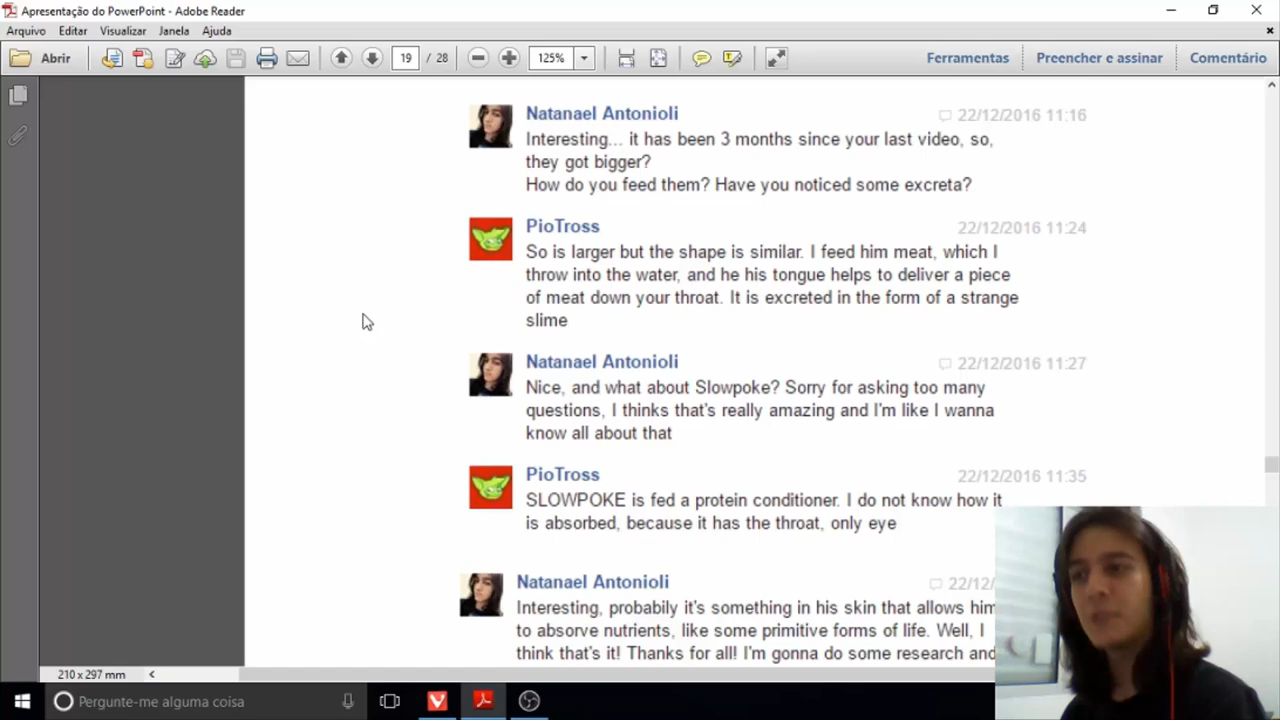 Apresentação do PowerPoint - Adobe Reader
Arquivo Editar Visualizar Janela Ajuda
Abrir 19 / 28 125% Ferramentas Preencher e assinar Comentário
Natanael Antonioli 22/12/2016 11:16
Interesting... it has been 3 months since your last video, so,
they got bigger?
How do you feed them? Have you noticed some excreta?
PioTross 22/12/2016 11:24
So is larger but the shape is similar. I feed him meat, which I
throw into the water, and he his tongue helps to deliver a piece
of meat down your throat. It is excreted in the form of a strange
slime
Natanael Antonioli 22/12/2016 11:27
Nice, and what about Slowpoke? Sorry for asking too many
questions, I thinks that's really amazing and I'm like I wanna
know all about that
PioTross 22/12/2016 11:35
SLOWPOKE is fed a protein conditioner. I do not know how it
is absorbed, because it has the throat, only eye
Natanael Antonioli 22/12/
Interesting, probabily it's something in his skin that allows him
to absorve nutrients, like some primitive forms of life. Well, I
think that's it! Thanks for all! I'm gonna do some research and
210 x 297 mm
Pergunte-me alguma coisa